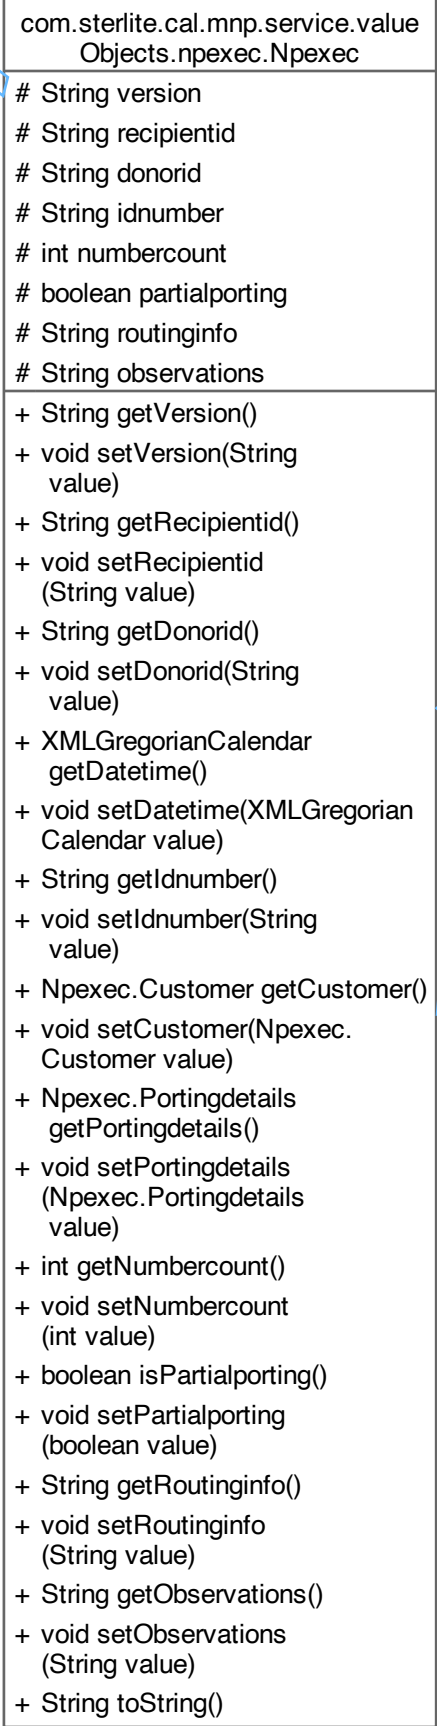 com.sterlite.cal.mnp.service.value
Objects.npexec.Npexec
# String version
# String recipientid
# String donorid
# String idnumber
# int numbercount
# boolean partialporting
# String routinginfo
# String observations
+ String getVersion()
+ void setVersion(String
value)
+ String getRecipientid()
+ void setRecipientid
(String value)
+ String getDonorid()
+ void setDonorid(String
value)
+ XMLGregorianCalendar
getDatetime()
+ void setDatetime(XMLGregorian
Calendar value)
+ String getIdnumber()
+ void setIdnumber(String
value)
+ Npexec.Customer getCustomer()
+ void setCustomer(Npexec.
Customer value)
+ Npexec.Portingdetails
getPortingdetails()
+ void setPortingdetails
(Npexec.Portingdetails
value)
+ int getNumbercount()
+ void setNumbercount
(int value)
+ boolean isPartialporting()
+ void setPartialporting
(boolean value)
+ String getRoutinginfo()
+ void setRoutinginfo
(String value)
+ String getObservations()
+ void setObservations
(String value)
+ String toString()